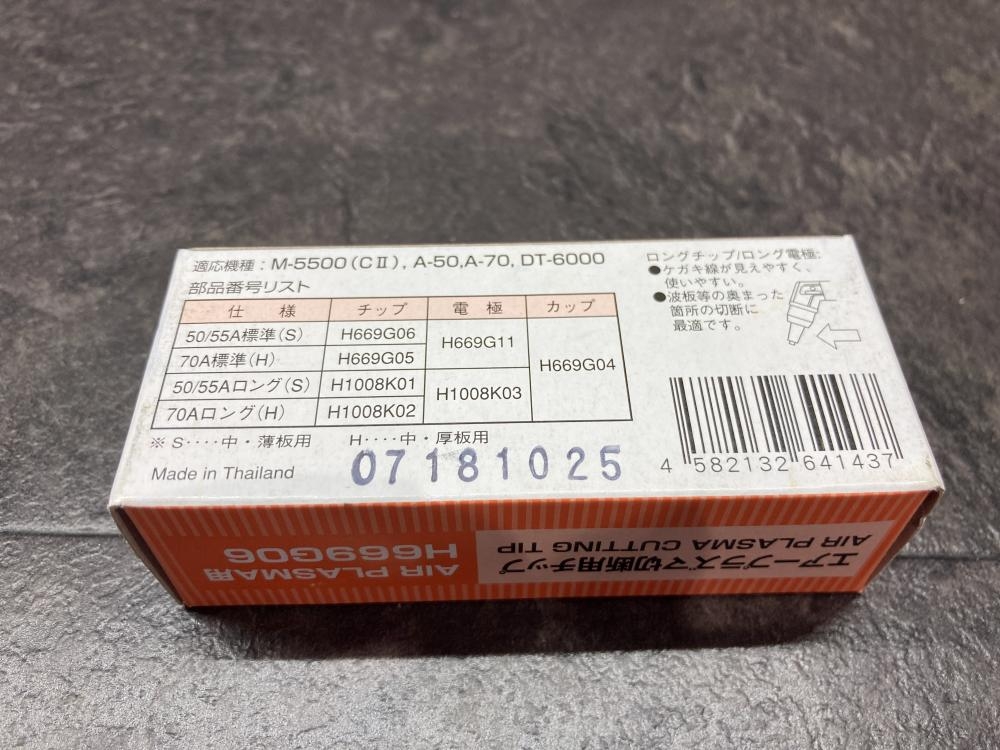 適応機種：M-5500(CⅡ), A-50,A-70, DT-6000
部品番号リスト
仕　様 チップ 電　極 カップ
50/55A標準(S) H669G06 H669G11 H669G04
70A標準(H) H669G05
50/55Aロング(S) H1008K01 H1008K03
70Aロング(H) H1008K02
※ S‥‥中・薄板用　H‥‥中・厚板用
Made in Thailand
07181025
ロングチップ/ロング電極:
●ケガキ線が見えやすく、
使いやすい。
●波板等の奥まった
箇所の切断に
最適です。
4 582132 641437
エアープラズマ切断用チップ
AIR PLASMA CUTTING TIP
AIR PLASMA用
H669G06